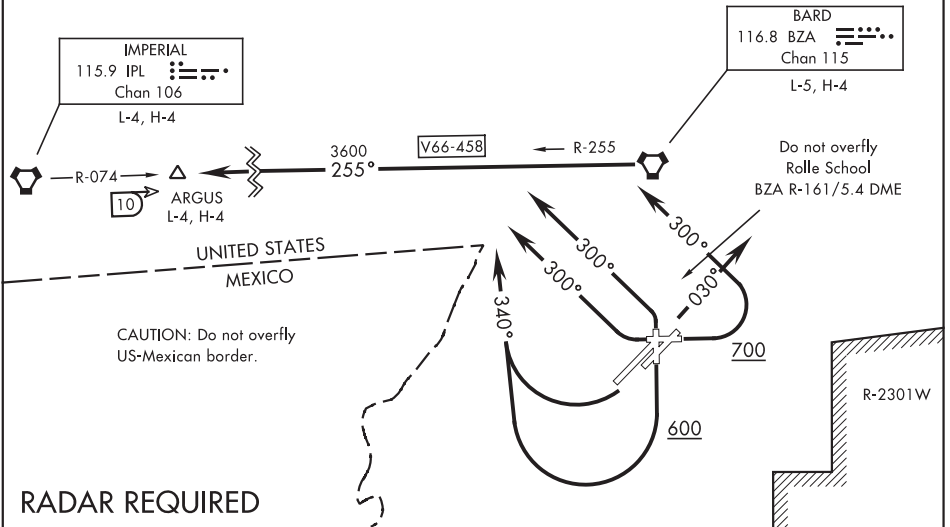 IMPERIAL
115.9 IPL
Chan 106
L-4, H-4
BARD
116.8 BZA
Chan 115
L-5, H-4
R-074
10
ARGUS
L-4, H-4
3600
255°
V66-458
R-255
Do not overfly
Rolle School
BZA R-161/5.4 DME
UNITED STATES
MEXICO
300°
300°
300°
030°
340°
CAUTION: Do not overfly
US-Mexican border.
700
600
R-2301W
RADAR REQUIRED